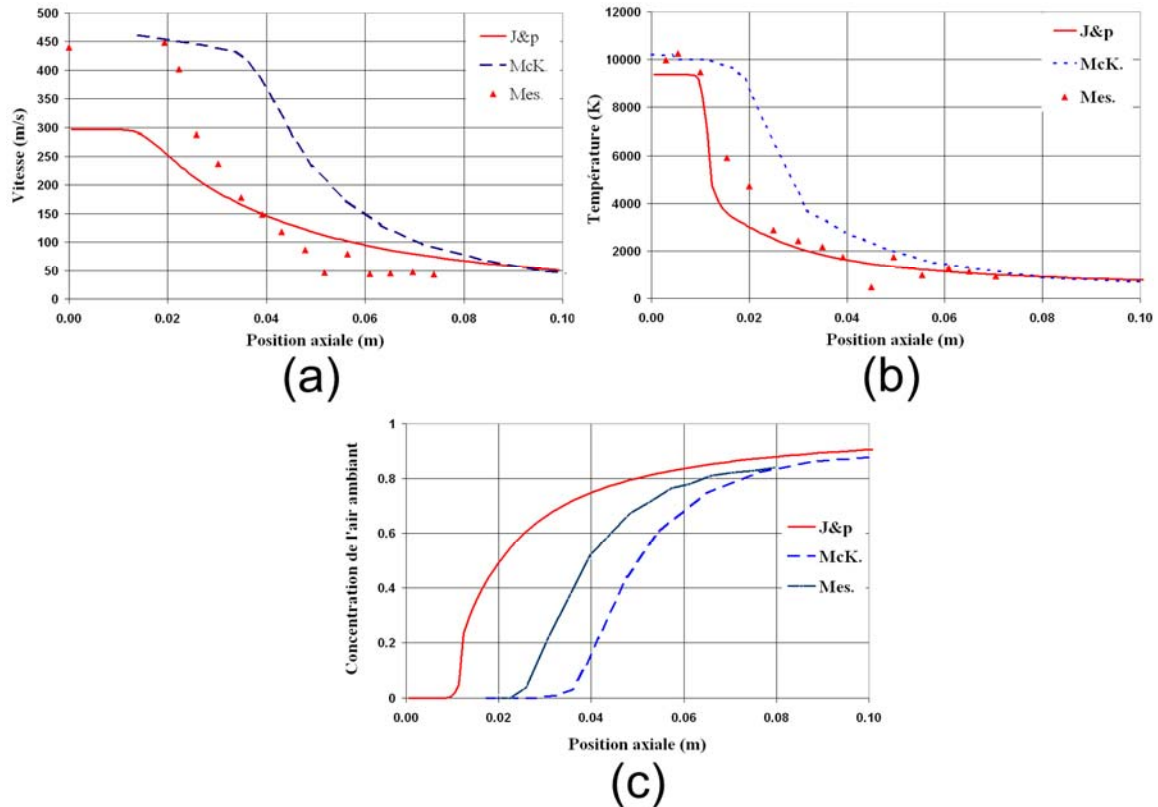 500
450
400
350
300
250
200
150
100
50
0
Vitesse (m/s)
J&p
McK.
Mes.
0.00 0.02 0.04 0.06 0.08 0.10
Position axiale (m)
(a)
12000
10000
8000
6000
4000
2000
0
Température (K)
J&p
McK.
Mes.
0.00 0.02 0.04 0.06 0.08 0.10
Position axiale (m)
(b)
1
0.8
0.6
0.4
0.2
0
Concentration de l'air ambiant
J&p
McK.
Mes.
0.00 0.02 0.04 0.06 0.08 0.10
Position axiale (m)
(c)